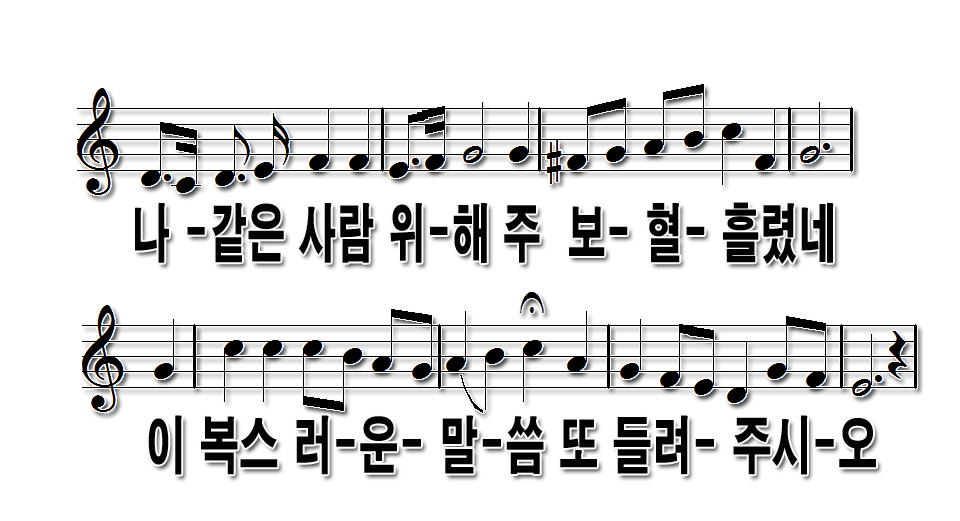 나 -같은 사람 위-해 주 보- 혈- 흘렸네
이 복스 러-운- 말-씀 또 들려- 주시-오